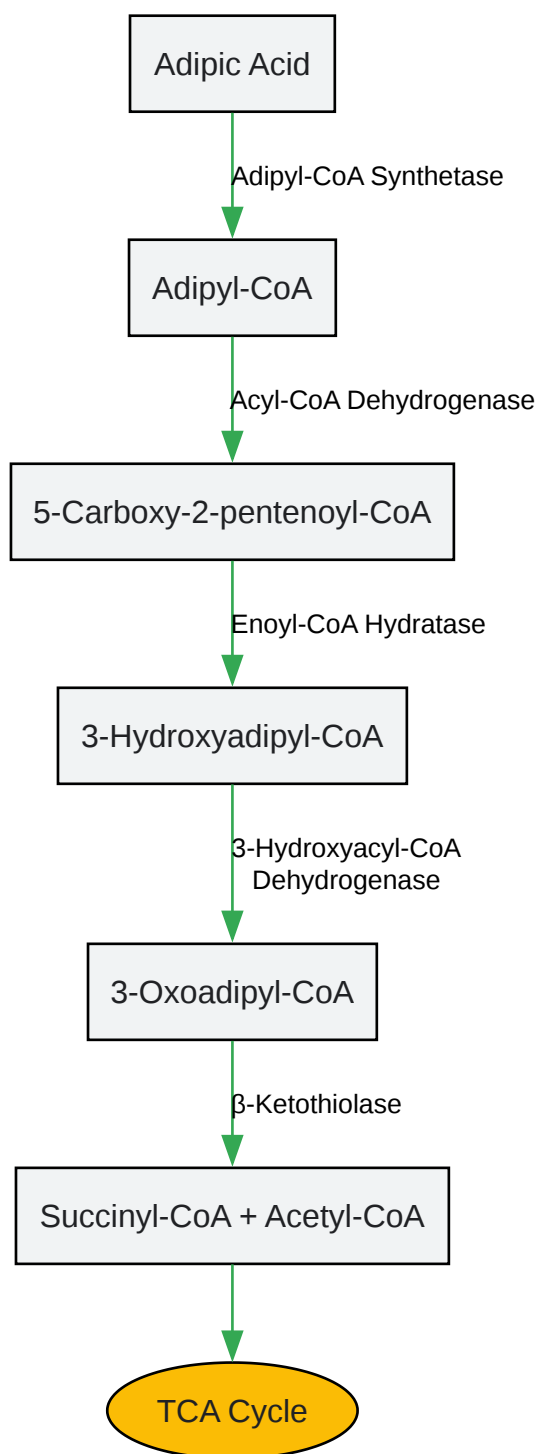 Adipic Acid
Adipyl-CoA Synthetase
Adipyl-CoA
Acyl-CoA Dehydrogenase
5-Carboxy-2-pentenoyl-CoA
Enoyl-CoA Hydratase
3-Hydroxyadipyl-CoA
3-Hydroxyacyl-CoA
Dehydrogenase
3-Oxoadipyl-CoA
β-Ketothiolase
Succinyl-CoA + Acetyl-CoA
TCA Cycle